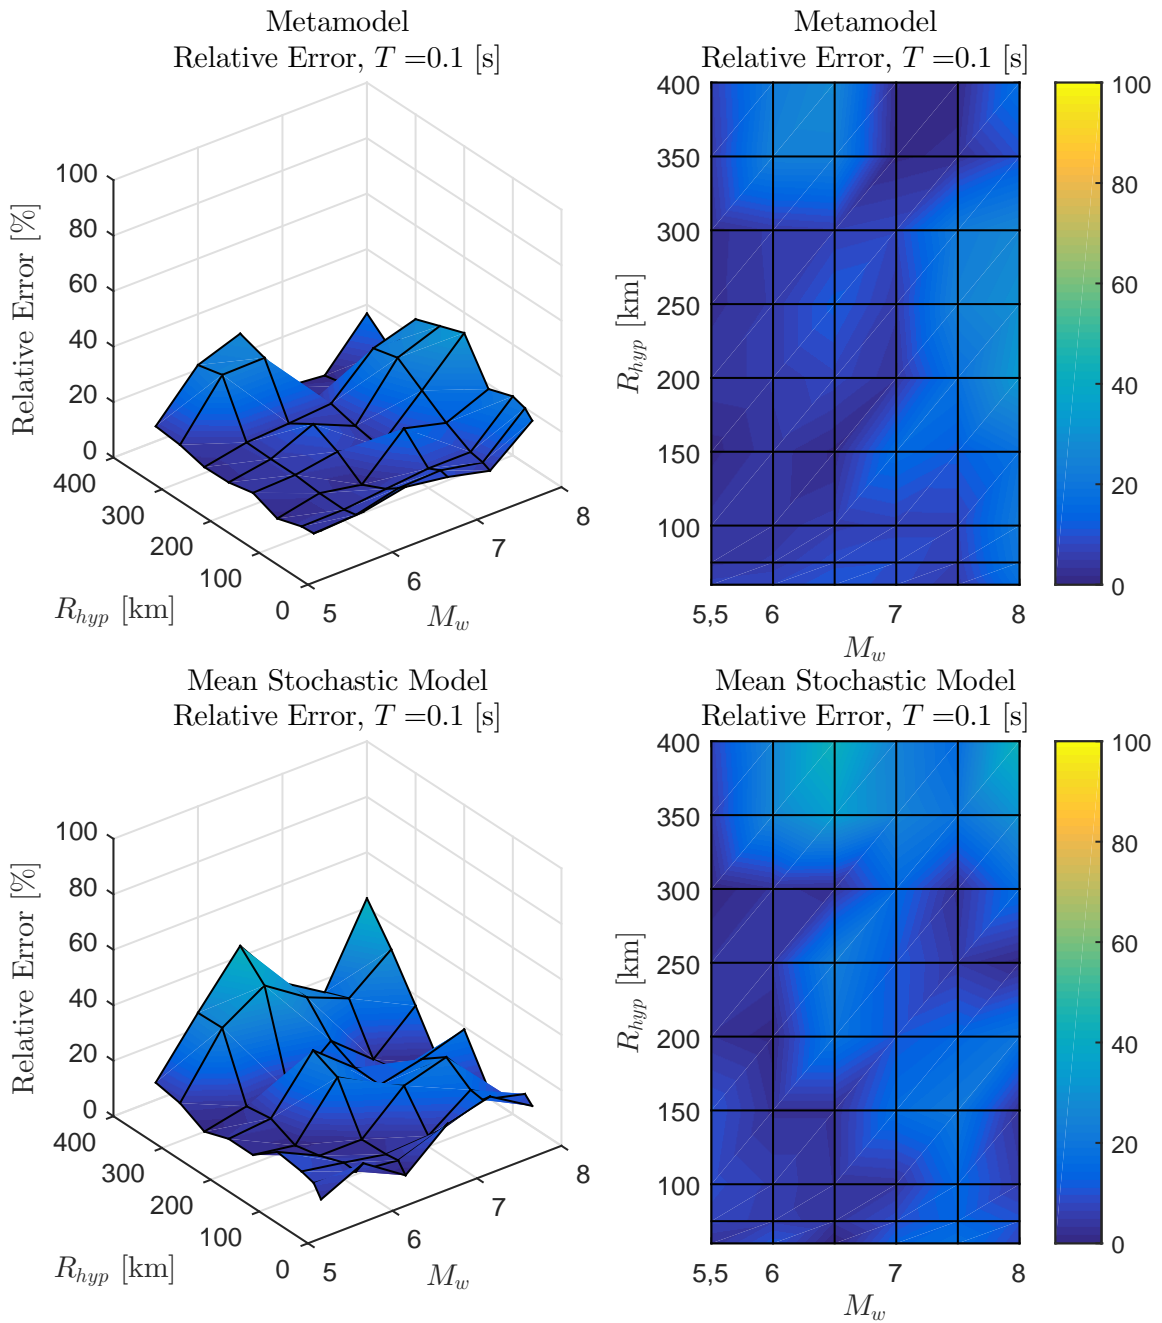 Metamodel
Relative Error, T =0.1 [s]
100
80
60
40
20
0
Relative Error [%]
400
300
200
100
0
R_hyp [km]
5
6
7
8
M_w
Metamodel
Relative Error, T =0.1 [s]
400
350
300
250
200
150
100
R_hyp [km]
5,5 6 7 8
M_w
100
80
60
40
20
0
Mean Stochastic Model
Relative Error, T =0.1 [s]
100
80
60
40
20
0
Relative Error [%]
400
300
200
100
0
R_hyp [km]
5
6
7
8
M_w
Mean Stochastic Model
Relative Error, T =0.1 [s]
400
350
300
250
200
150
100
R_hyp [km]
5,5 6 7 8
M_w
100
80
60
40
20
0